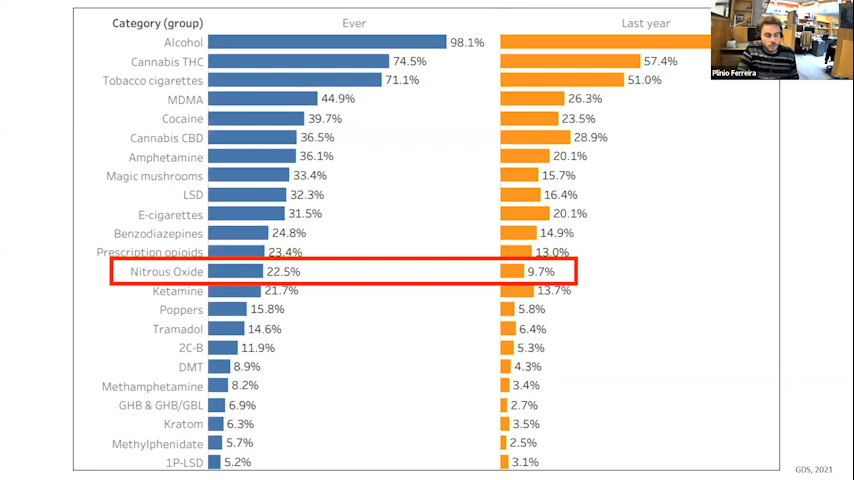 Category (group) Ever Last year
Alcohol 98.1%
Cannabis THC 74.5% 57.4%
Tobacco cigarettes 71.1% 51.0%
MDMA 44.9% 26.3%
Cocaine 39.7% 23.5%
Cannabis CBD 36.5% 28.9%
Amphetamine 36.1% 20.1%
Magic mushrooms 33.4% 15.7%
LSD 32.3% 16.4%
E-cigarettes 31.5% 20.1%
Benzodiazepines 24.8% 14.9%
Prescription opioids 23.4% 13.0%
Nitrous Oxide 22.5% 9.7%
Ketamine 21.7% 13.7%
Poppers 15.8% 5.8%
Tramadol 14.6% 6.4%
2C-B 11.9% 5.3%
DMT 8.9% 4.3%
Methamphetamine 8.2% 3.4%
GHB & GHB/GBL 6.9% 2.7%
Kratom 6.3% 3.5%
Methylphenidate 5.7% 2.5%
1P-LSD 5.2% 3.1%
Plinio Ferreira
GDS, 2021